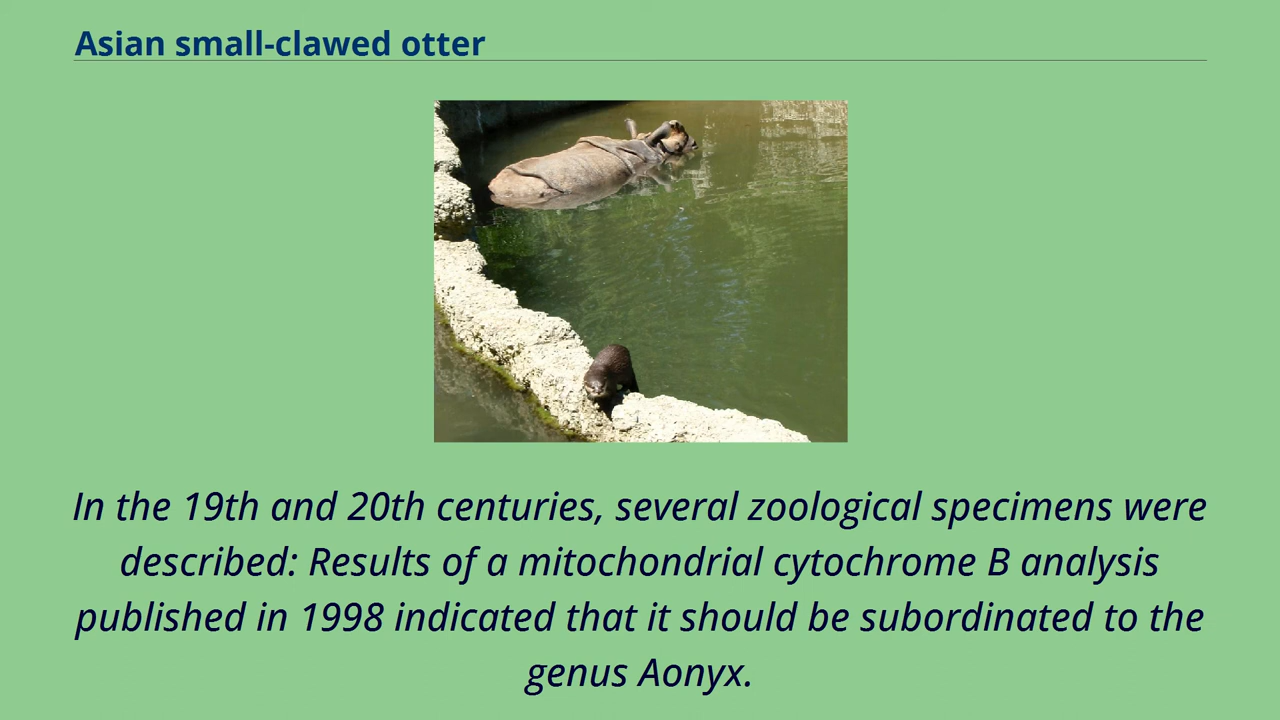 Asian small-clawed otter
In the 19th and 20th centuries, several zoological specimens were
described: Results of a mitochondrial cytochrome B analysis
published in 1998 indicated that it should be subordinated to the
genus Aonyx.